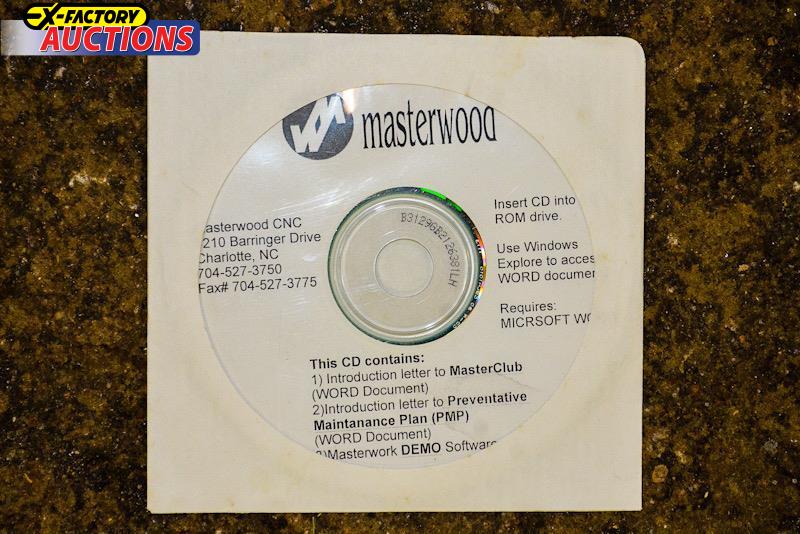 X-FACTORY
AUCTIONS
masterwood
asterwood CNC
210 Barringer Drive
Charlotte, NC
704-527-3750
Fax# 704-527-3775
Insert CD into
ROM drive.
Use Windows
Explore to acces
WORD documen
Requires:
MICRSOFT WO
B3129GB2126381LH
This CD contains:
1) Introduction letter to MasterClub
(WORD Document)
2)Introduction letter to Preventative
Maintanance Plan (PMP)
(WORD Document)
3)Masterwork DEMO Software